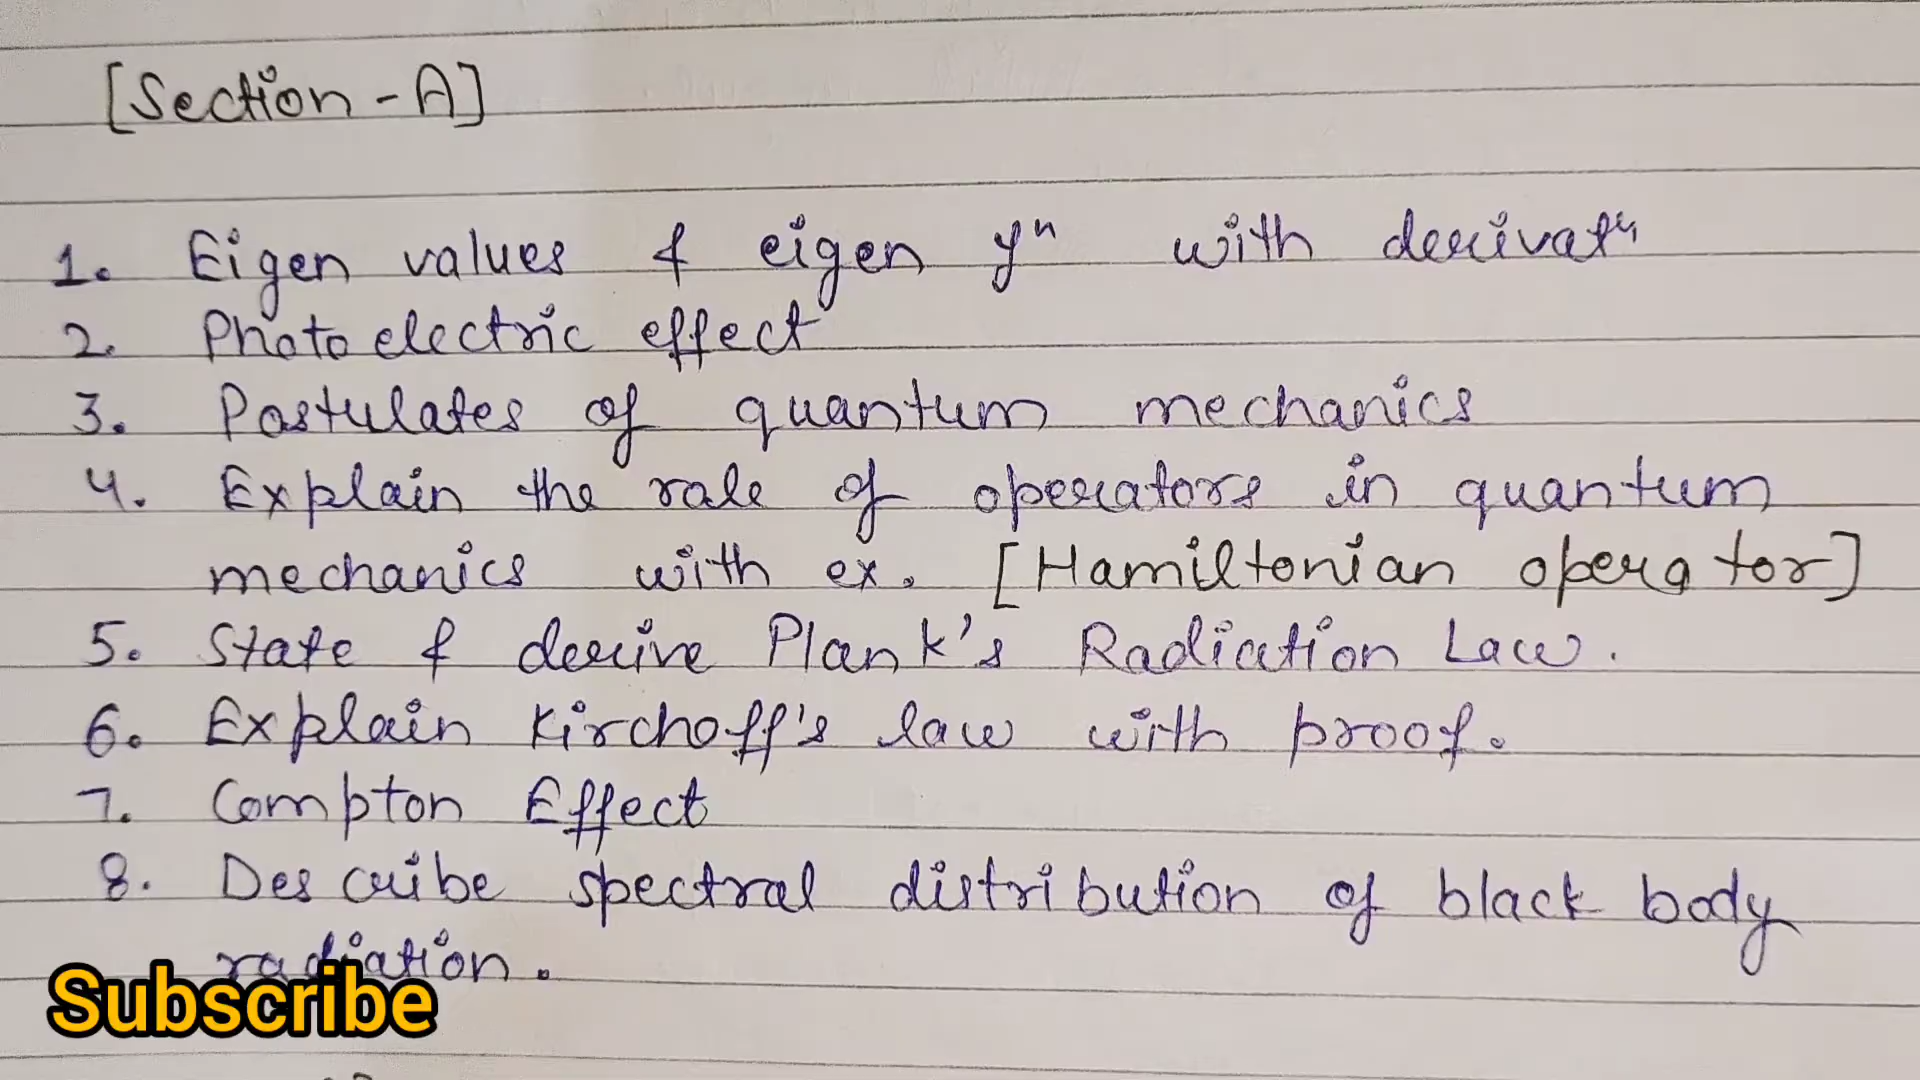 [Section-A]
1. Eigen values & eigen fⁿ with derivatⁿ
2. Photo electric effect
3. Postulates of quantum mechanics
4. Explain the role of operators in quantum
mechanics with ex. [Hamiltonian operator]
5. State & derive Plank's Radiation Law.
6. Explain Kirchoff's law with proof.
7. Compton Effect
8. Describe spectral distribution of black body
radiation.
Subscribe